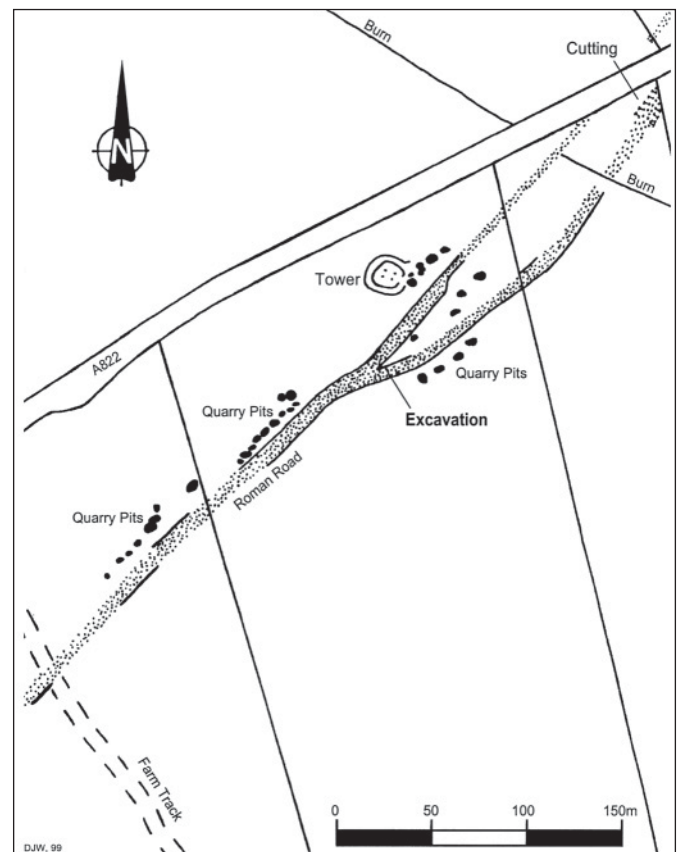 Burn
Cutting
N
Burn
Tower
A822
Quarry Pits
Quarry Pits
Excavation
Roman Road
Quarry Pits
Farm Track
0 50 100 150m
DJW, 99